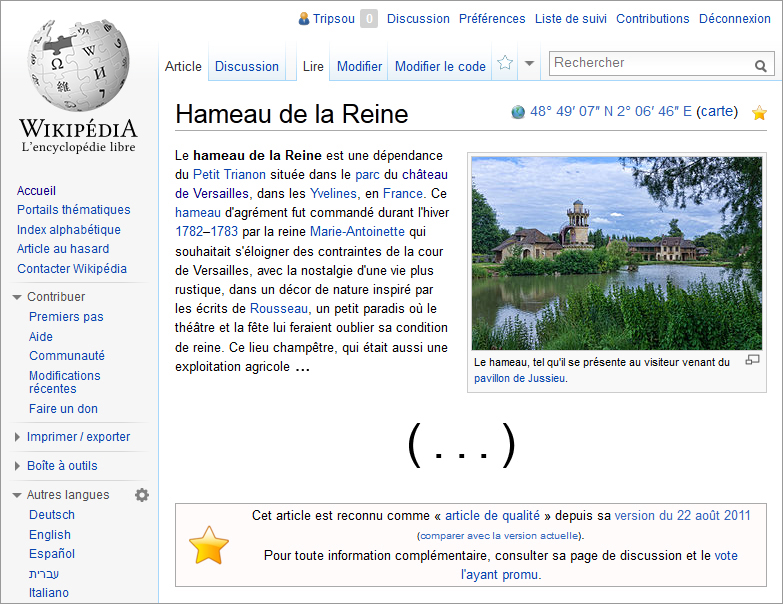 Tripsou 0 Discussion Préférences Liste de suivi Contributions Déconnexion
Article Discussion Lire Modifier Modifier le code Rechercher
WIKIPÉDIA
L'encyclopédie libre
Accueil
Portails thématiques
Index alphabétique
Article au hasard
Contacter Wikipédia
Contribuer
Premiers pas
Aide
Communauté
Modifications
récentes
Faire un don
Imprimer / exporter
Boîte à outils
Autres langues
Deutsch
English
Español
עברית
Italiano
Hameau de la Reine
48° 49′ 07″ N 2° 06′ 46″ E (carte)
Le hameau de la Reine est une dépendance
du Petit Trianon située dans le parc du château
de Versailles, dans les Yvelines, en France. Ce
hameau d'agrément fut commandé durant l'hiver
1782–1783 par la reine Marie-Antoinette qui
souhaitait s'éloigner des contraintes de la cour
de Versailles, avec la nostalgie d'une vie plus
rustique, dans un décor de nature inspiré par
les écrits de Rousseau, un petit paradis où le
théâtre et la fête lui feraient oublier sa condition
de reine. Ce lieu champêtre, qui était aussi une
exploitation agricole ...
Le hameau, tel qu'il se présente au visiteur venant du
pavillon de Jussieu.
(...)
Cet article est reconnu comme « article de qualité » depuis sa version du 22 août 2011
(comparer avec la version actuelle).
Pour toute information complémentaire, consulter sa page de discussion et le vote
l'ayant promu.